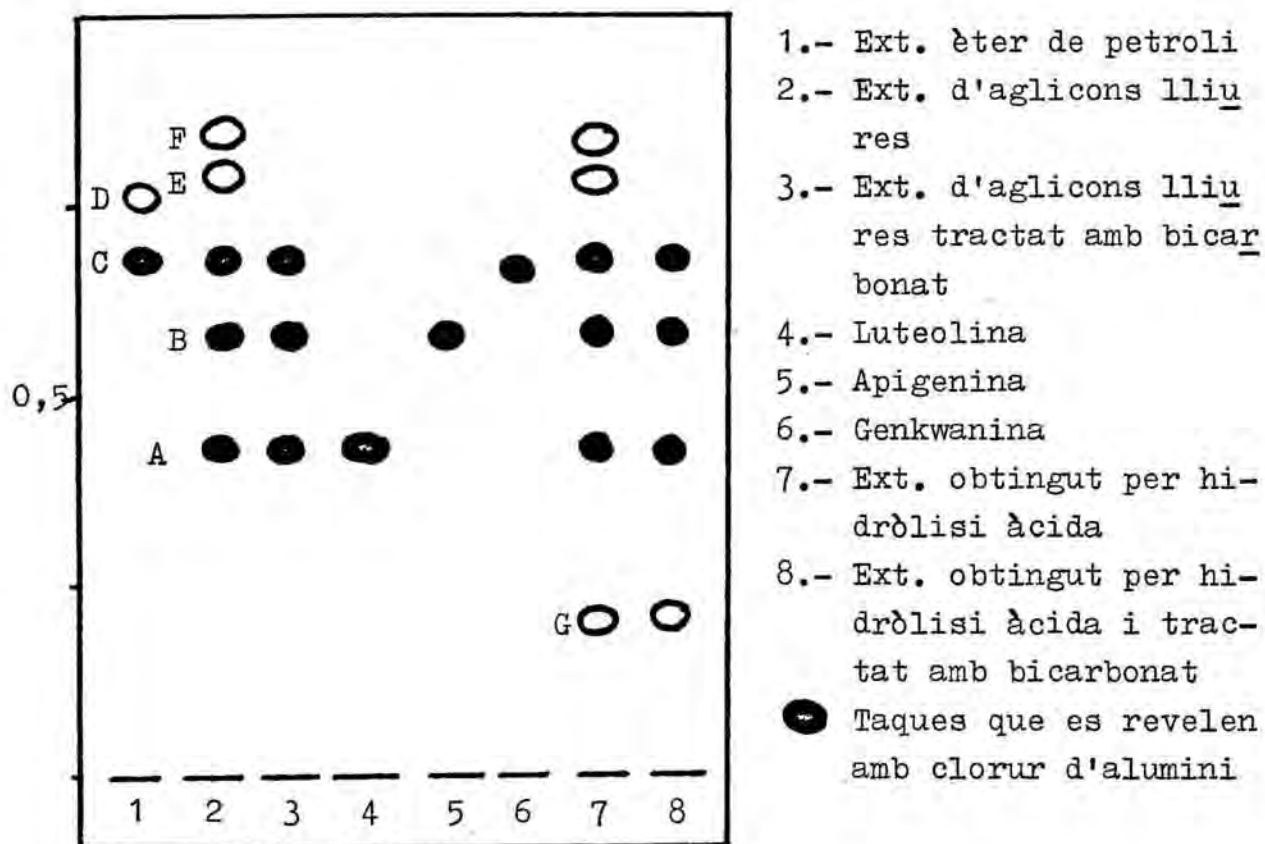 F
E
D
C
B
0,5
A
G
1 2 3 4 5 6 7 8
1.- Ext. èter de petroli
2.- Ext. d'aglicons lliu
res
3.- Ext. d'aglicons lliu
res tractat amb bicar
bonat
4.- Luteolina
5.- Apigenina
6.- Genkwanina
7.- Ext. obtingut per hi-
dròlisi àcida
8.- Ext. obtingut per hi-
dròlisi àcida i trac-
tat amb bicarbonat
Taques que es revelen
amb clorur d'alumini